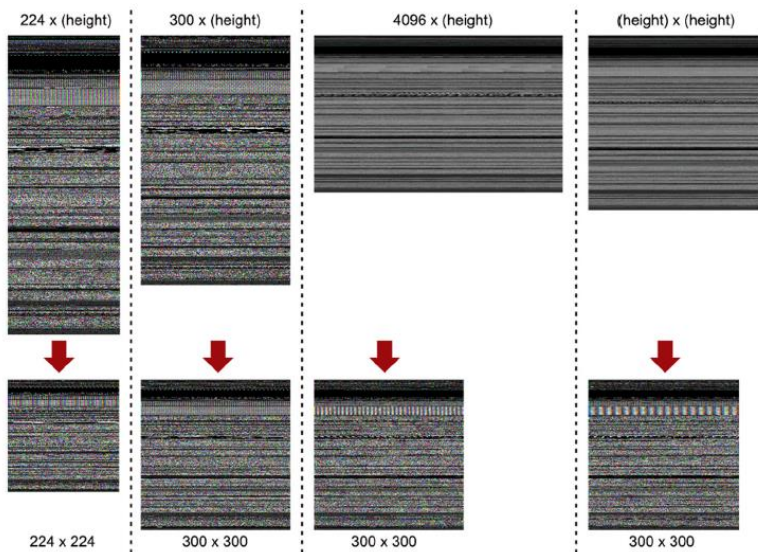 224 x (height)
300 x (height)
4096 x (height)
(height) x (height)
224 x 224
300 x 300
300 x 300
300 x 300